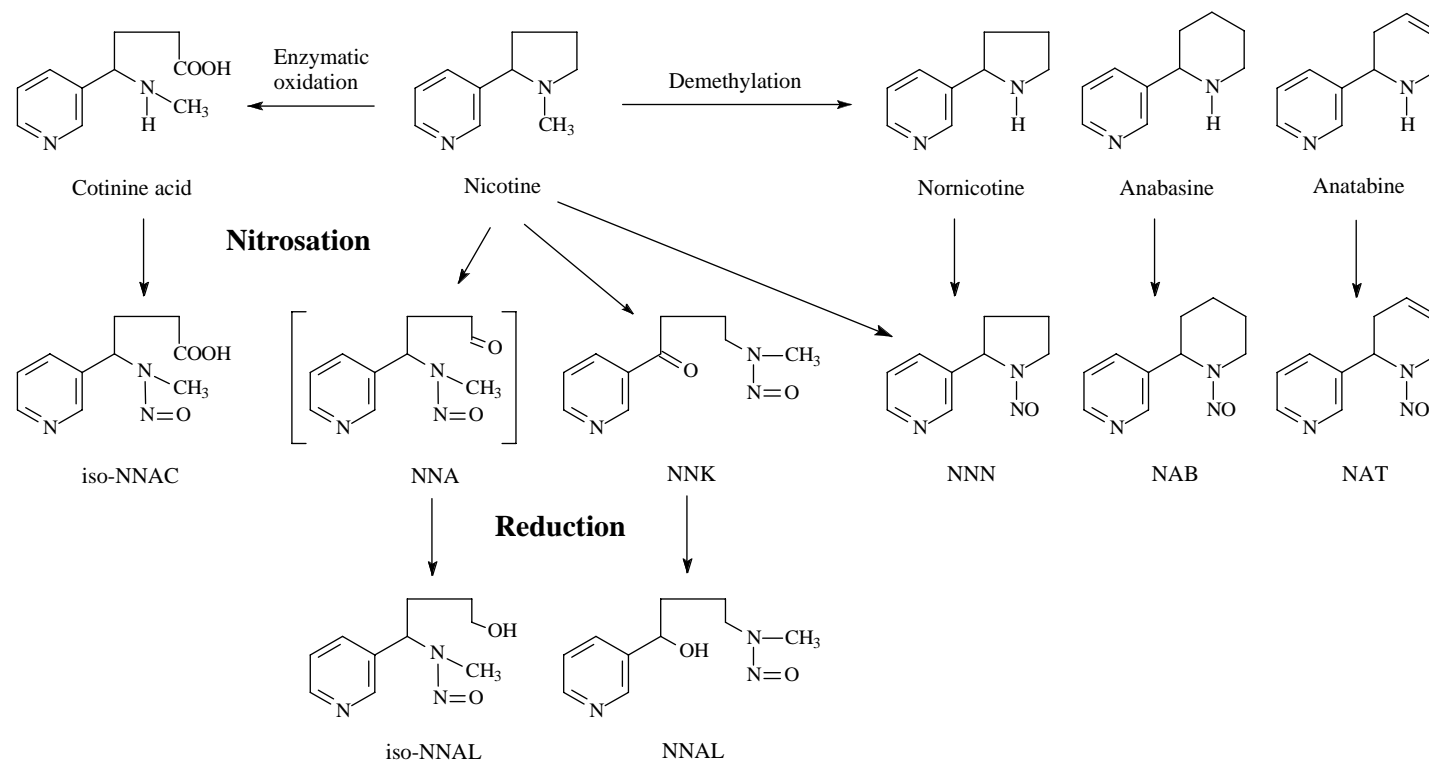 COOH
N
H
CH3
N
Cotinine acid
Enzymatic
oxidation
N
CH3
N
Nicotine
Demethylation
N
H
N
Nornicotine
N
H
N
Anabasine
N
H
N
Anatabine
Nitrosation
COOH
N
CH3
N=O
N
iso-NNAC
O
N
CH3
N=O
N
NNA
O
N
CH3
N=O
N
NNK
N
NO
N
NNN
N
NO
N
NAB
N
NO
N
NAT
Reduction
OH
N
CH3
N=O
N
iso-NNAL
OH
N
CH3
N=O
N
NNAL